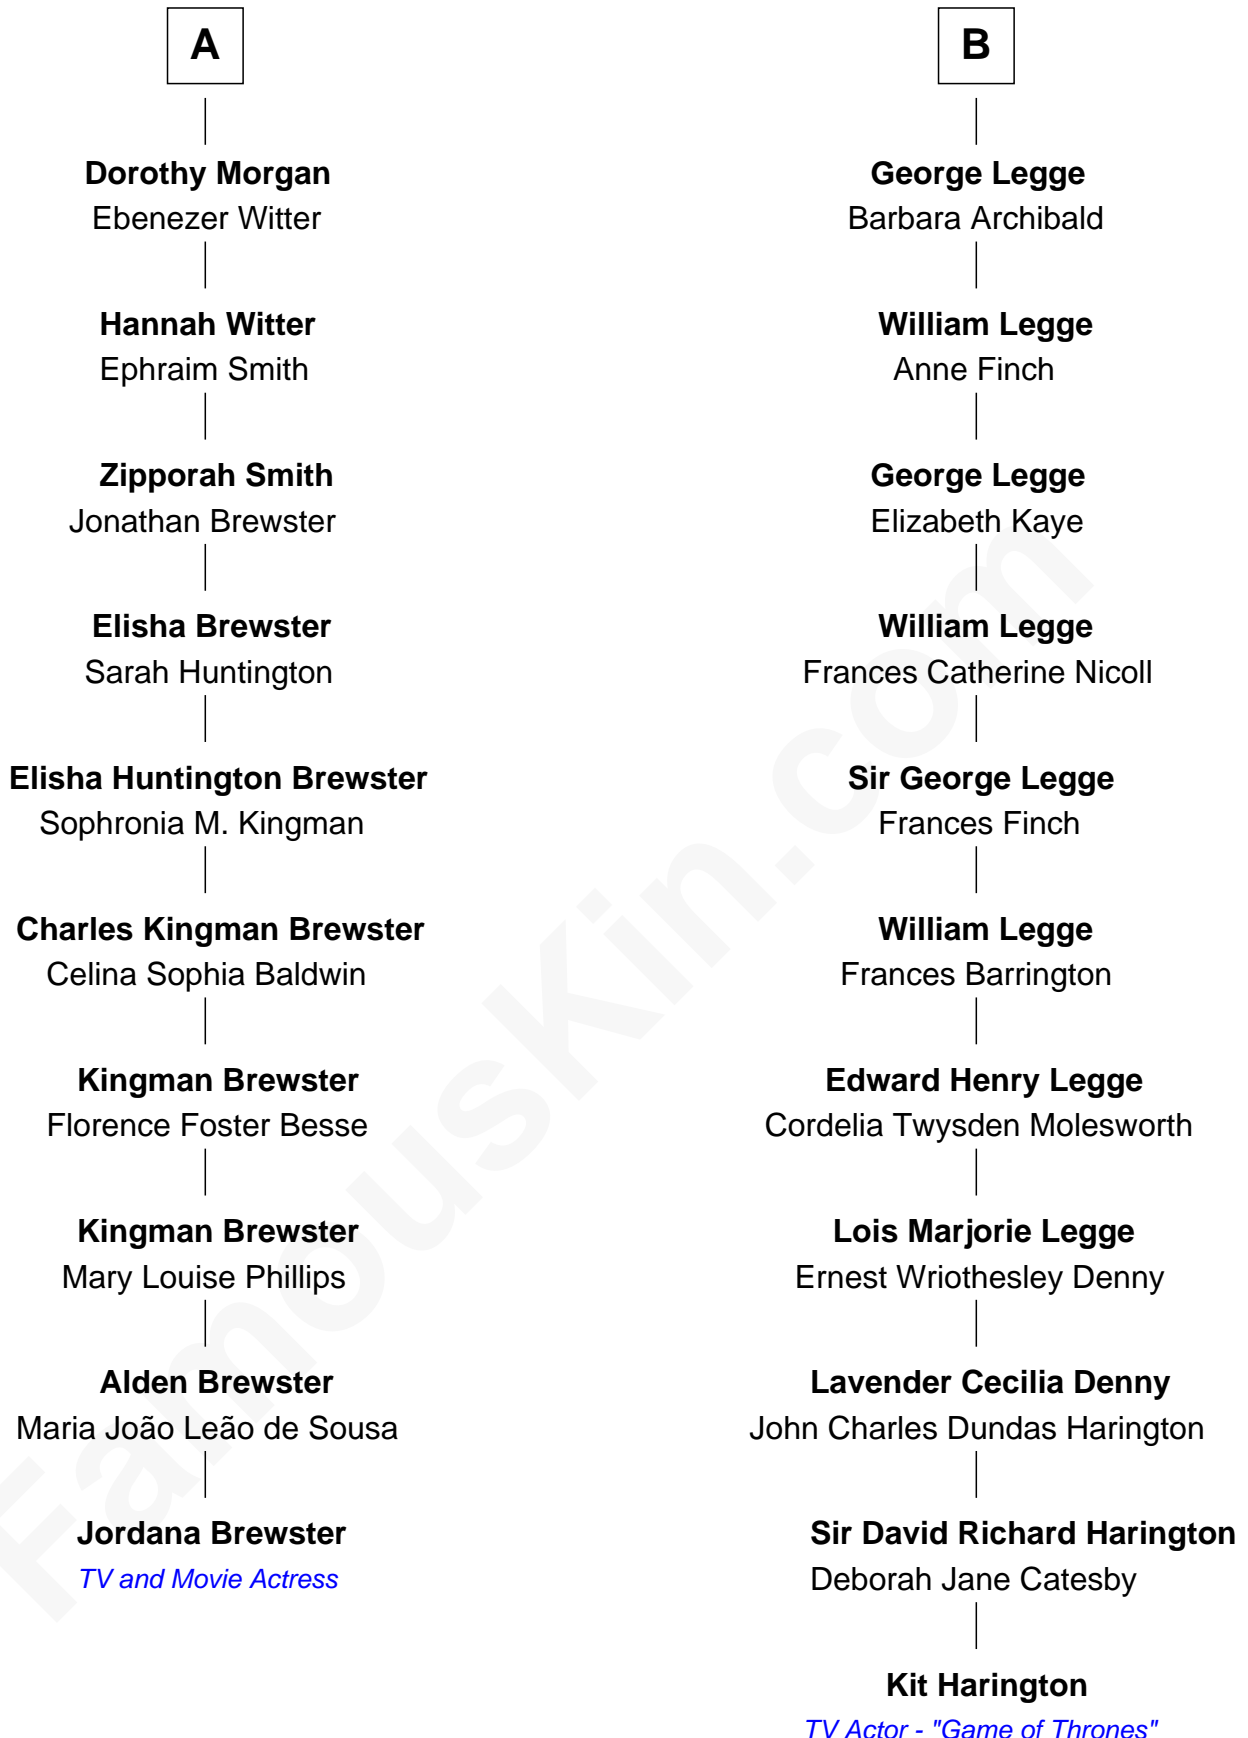 A
Dorothy Morgan
Ebenezer Witter
Hannah Witter
Ephraim Smith
Zipporah Smith
Jonathan Brewster
Elisha Brewster
Sarah Huntington
Elisha Huntington Brewster
Sophronia M. Kingman
Charles Kingman Brewster
Celina Sophia Baldwin
Kingman Brewster
Florence Foster Besse
Kingman Brewster
Mary Louise Phillips
Alden Brewster
Maria João Leão de Sousa
Jordana Brewster
TV and Movie Actress
B
George Legge
Barbara Archibald
William Legge
Anne Finch
George Legge
Elizabeth Kaye
William Legge
Frances Catherine Nicoll
Sir George Legge
Frances Finch
William Legge
Frances Barrington
Edward Henry Legge
Cordelia Twysden Molesworth
Lois Marjorie Legge
Ernest Wriothesley Denny
Lavender Cecilia Denny
John Charles Dundas Harington
Sir David Richard Harington
Deborah Jane Catesby
Kit Harington
TV Actor - "Game of Thrones"
FamousKin.com